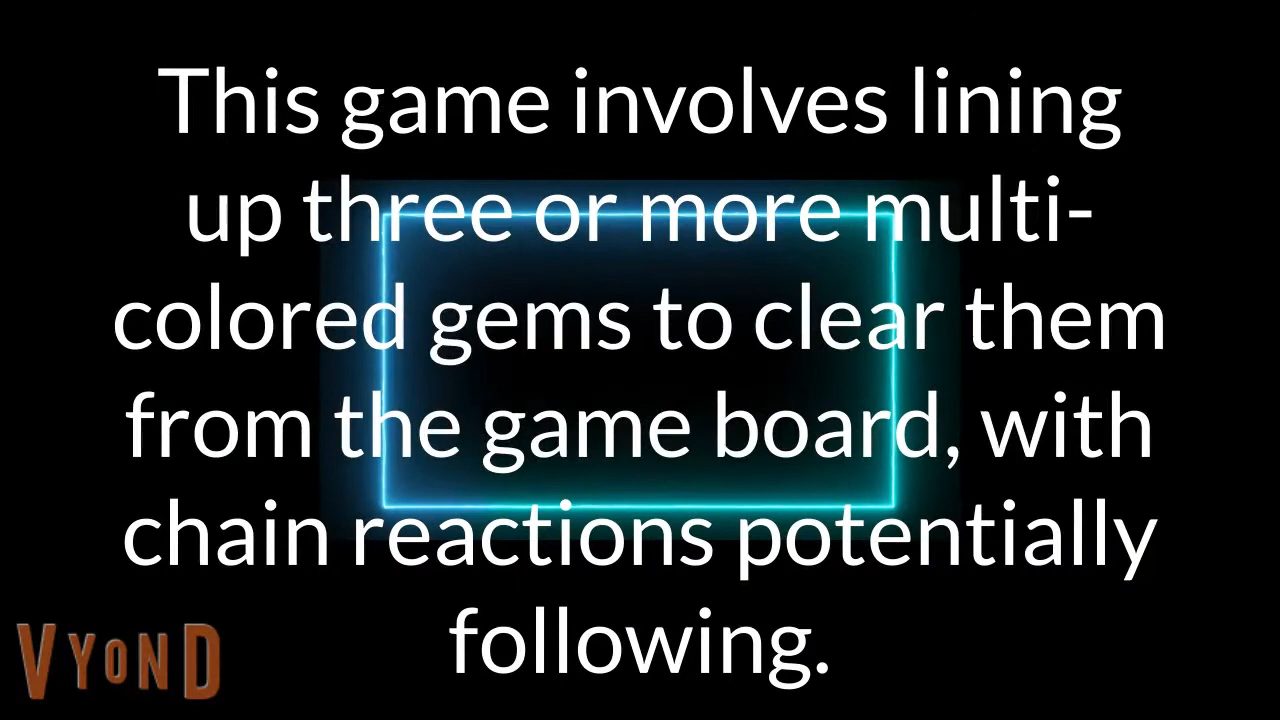 This game involves lining
up three or more multi-
colored gems to clear them
from the game board, with
chain reactions potentially
following.
VYOND